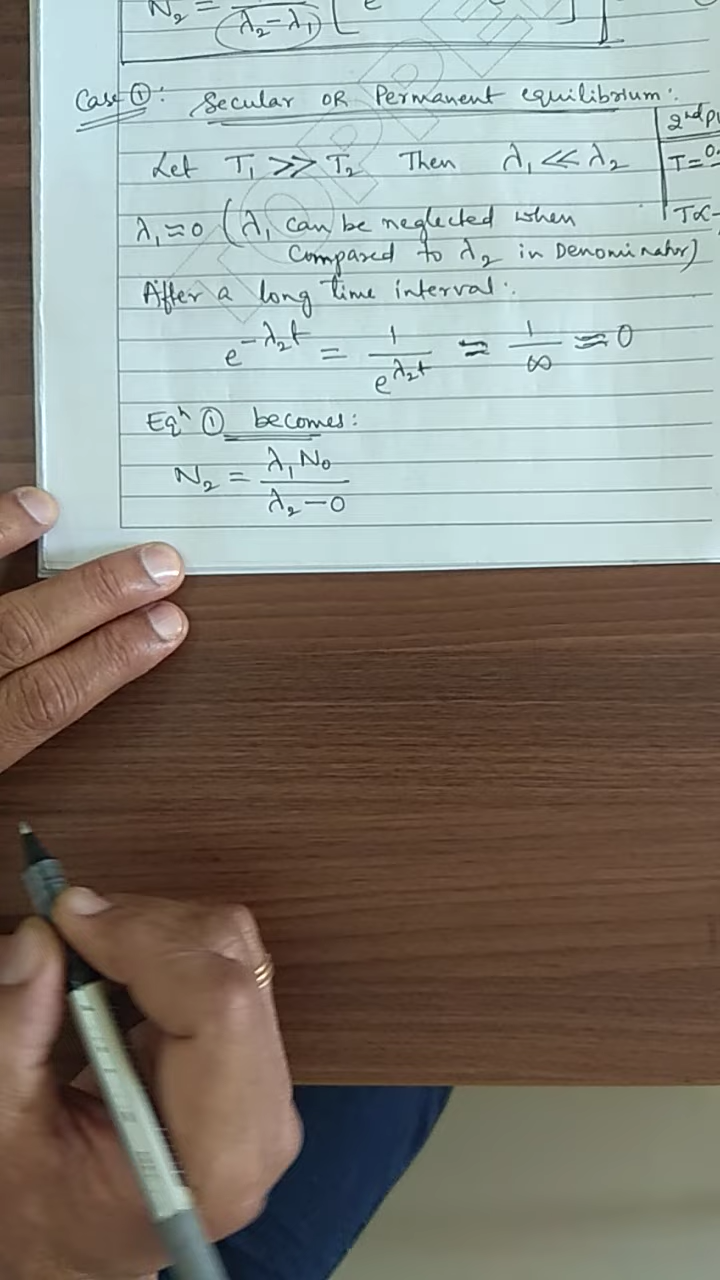 N₂ = λ₂-λ₁ [e
Case ①: Secular OR Permanent equilibrium:
2nd
Let T₁ >> T₂ Then λ₁ << λ₂
T=0.
λ₁ ≈ 0 (λ₁ can be neglected when
T∝
Compared to λ₂ in Denominator)
After a long time interval:
e^{-λ₂t} = 1/e^{λ₂t} ≈ 1/∞ ≈ 0
Eqⁿ ① becomes:
N₂ = λ₁N₀/λ₂-0